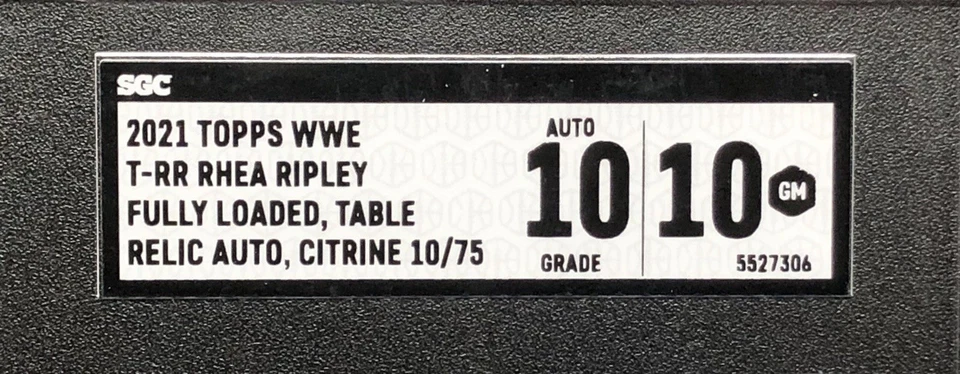 SGC
2021 TOPPS WWE
T-RR RHEA RIPLEY
FULLY LOADED, TABLE
RELIC AUTO, CITRINE 10/75
AUTO
10
GRADE
10 GM
5527306